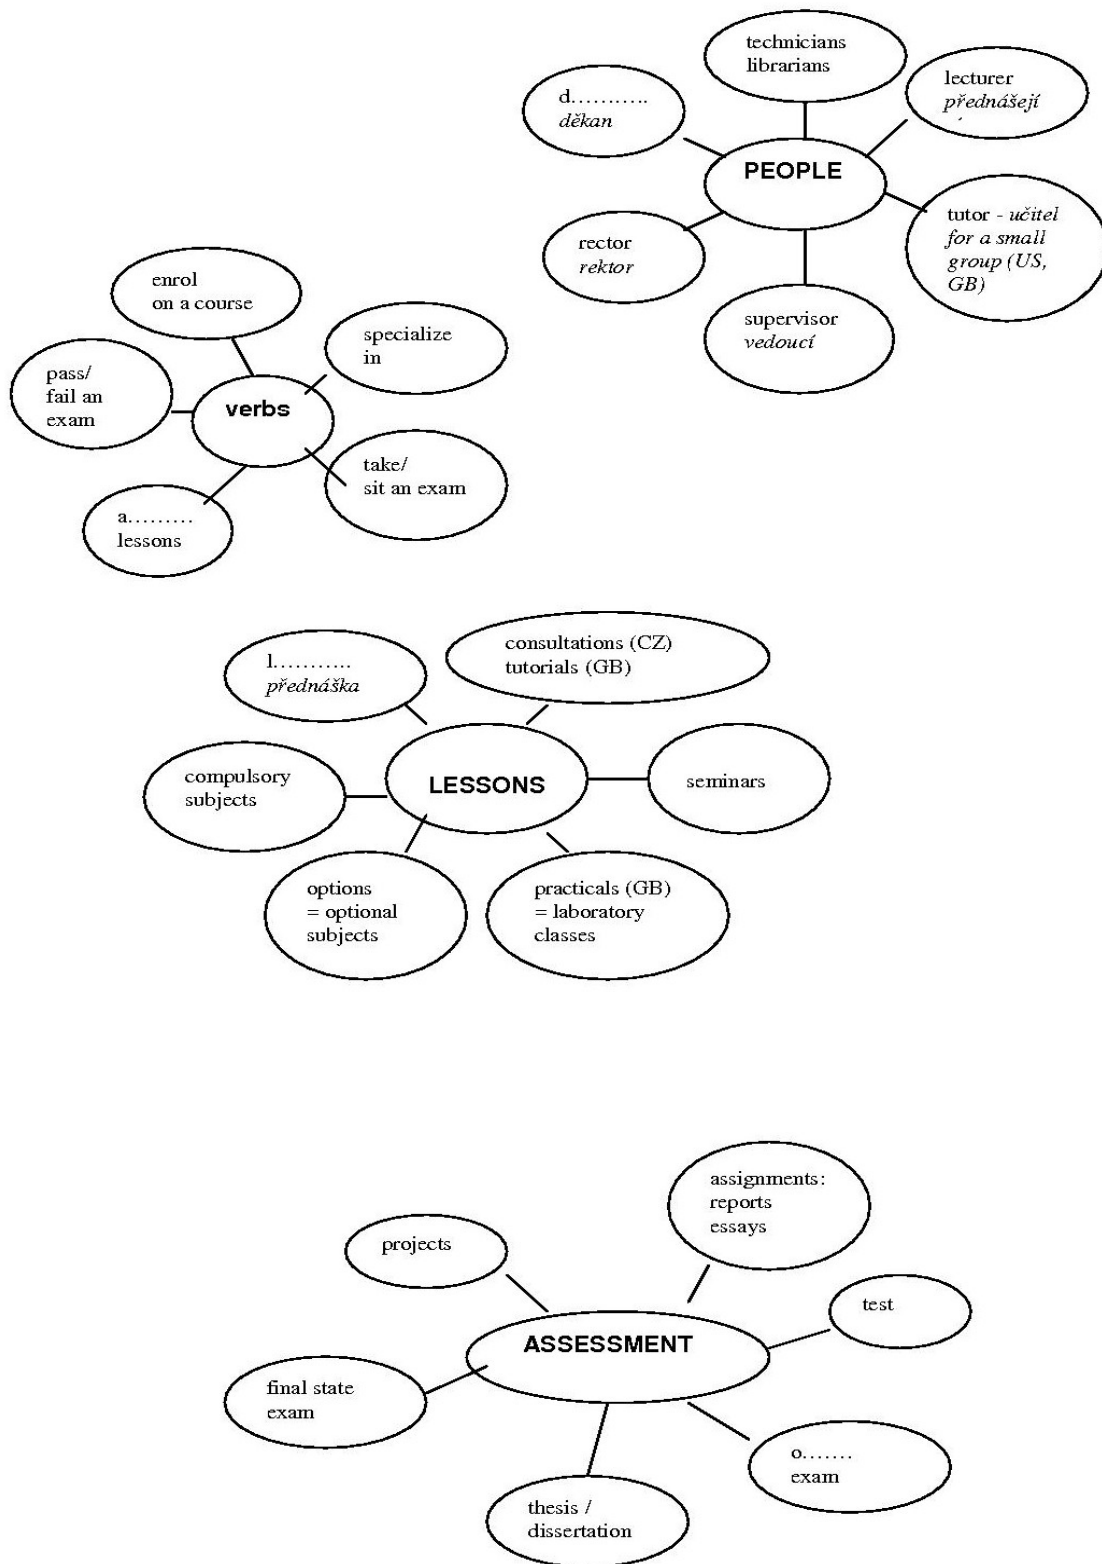 technicians
librarians
lecturer
přednášejí
d………..
děkan
PEOPLE
tutor - učitel
for a small
group (US,
GB)
rector
rektor
supervisor
vedoucí
enrol
on a course
specialize
in
pass/
fail an
exam
verbs
take/
sit an exam
a………
lessons
consultations (CZ)
tutorials (GB)
l………..
přednáška
compulsory
subjects
LESSONS
seminars
options
= optional
subjects
practicals (GB)
= laboratory
classes
assignments:
reports
essays
projects
test
ASSESSMENT
final state
exam
o…….
exam
thesis /
dissertation